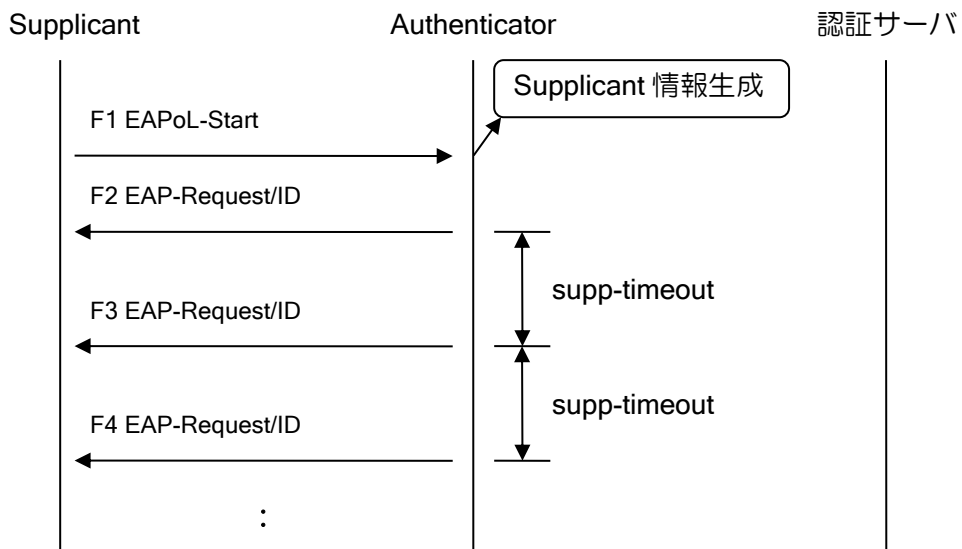 Supplicant
Authenticator
認証サーバ
Supplicant 情報生成
F1 EAPoL-Start
F2 EAP-Request/ID
supp-timeout
F3 EAP-Request/ID
supp-timeout
F4 EAP-Request/ID
: